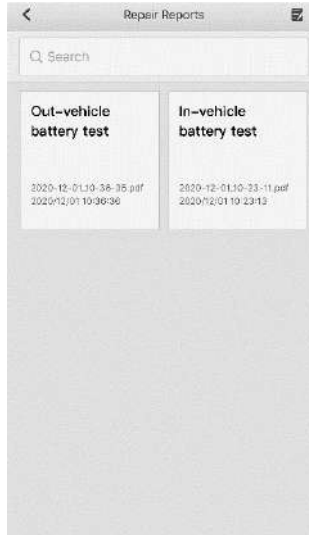 Repair Reports
Search
Out-vehicle
battery test
2020-12-01,10-36-35.pdf
2020/12/01 10:36:36
In-vehicle
battery test
2020-12-01,10-23-11.pdf
2020/12/01 10:23:13